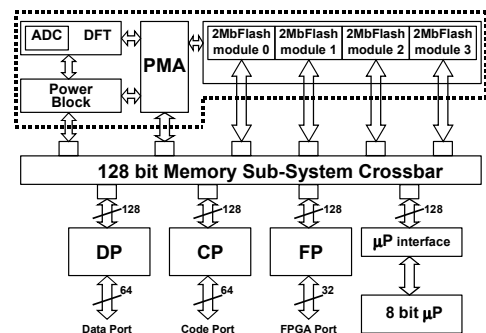 ADC
DFT
PMA
2MbFlash
module 0
2MbFlash
module 1
2MbFlash
module 2
2MbFlash
module 3
Power
Block
128 bit Memory Sub-System Crossbar
128
128
128
128
DP
CP
FP
µP interface
64
64
32
8 bit µP
Data Port
Code Port
FPGA Port